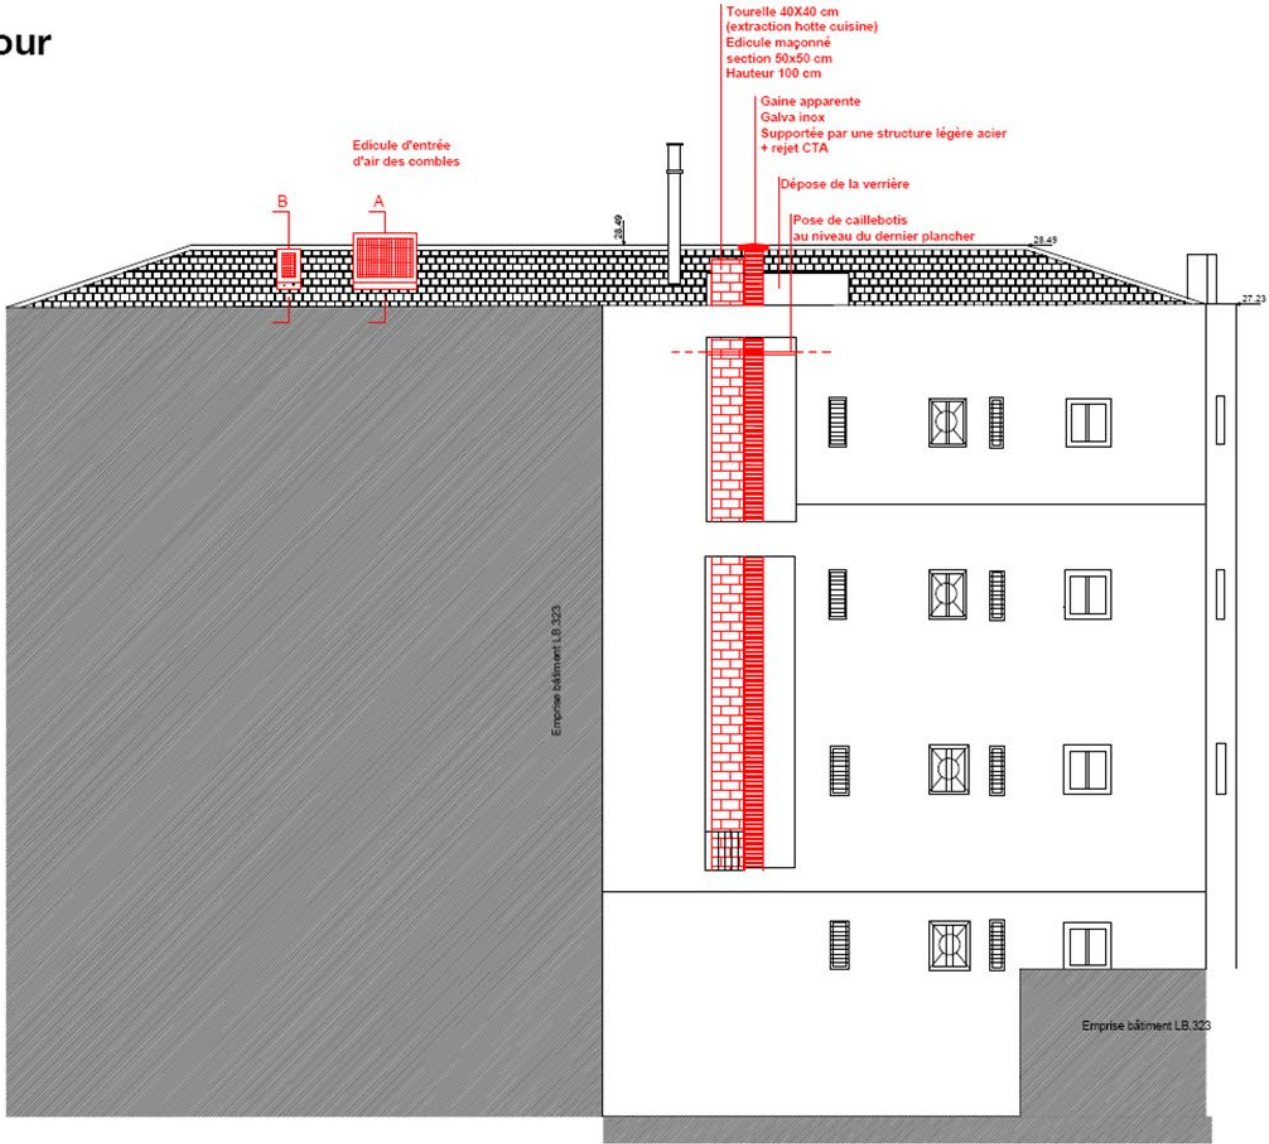 our
Tourelle 40X40 cm
(extraction hotte cuisine)
Edicule maçonné
section 50x50 cm
Hauteur 100 cm
Gaine apparente
Galva inox
Supportée par une structure légère acier
+ rejet CTA
Edicule d'entrée
d'air des combles
Dépose de la verrière
B
A
Pose de caillebotis
au niveau du dernier plancher
28.49
28.49
27.23
Emprise bâtiment LB.323
Emprise bâtiment LB.323